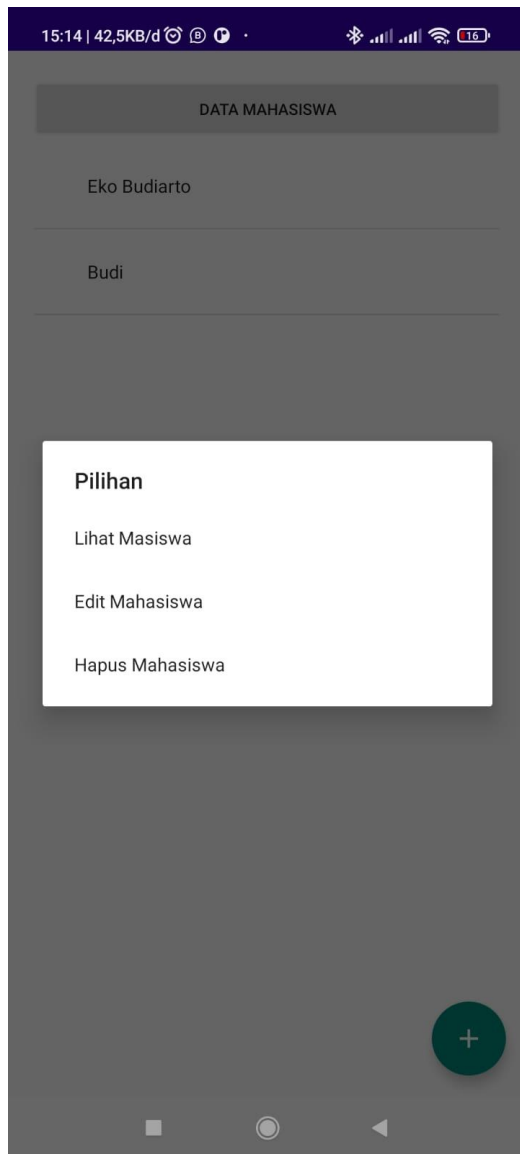 15:14 | 42,5KB/d
16
DATA MAHASISWA
Eko Budiarto
Budi
Pilihan
Lihat Masiswa
Edit Mahasiswa
Hapus Mahasiswa
+